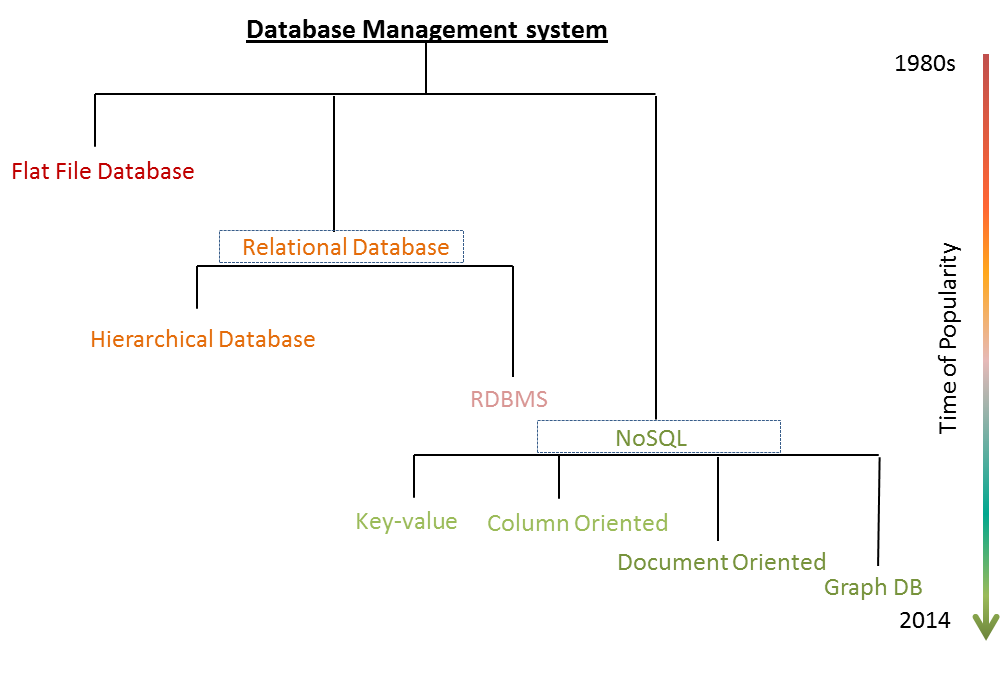 Database Management system
1980s
Flat File Database
Relational Database
Time of Popularity
Hierarchical Database
RDBMS
NoSQL
Key-value
Column Oriented
Document Oriented
Graph DB
2014